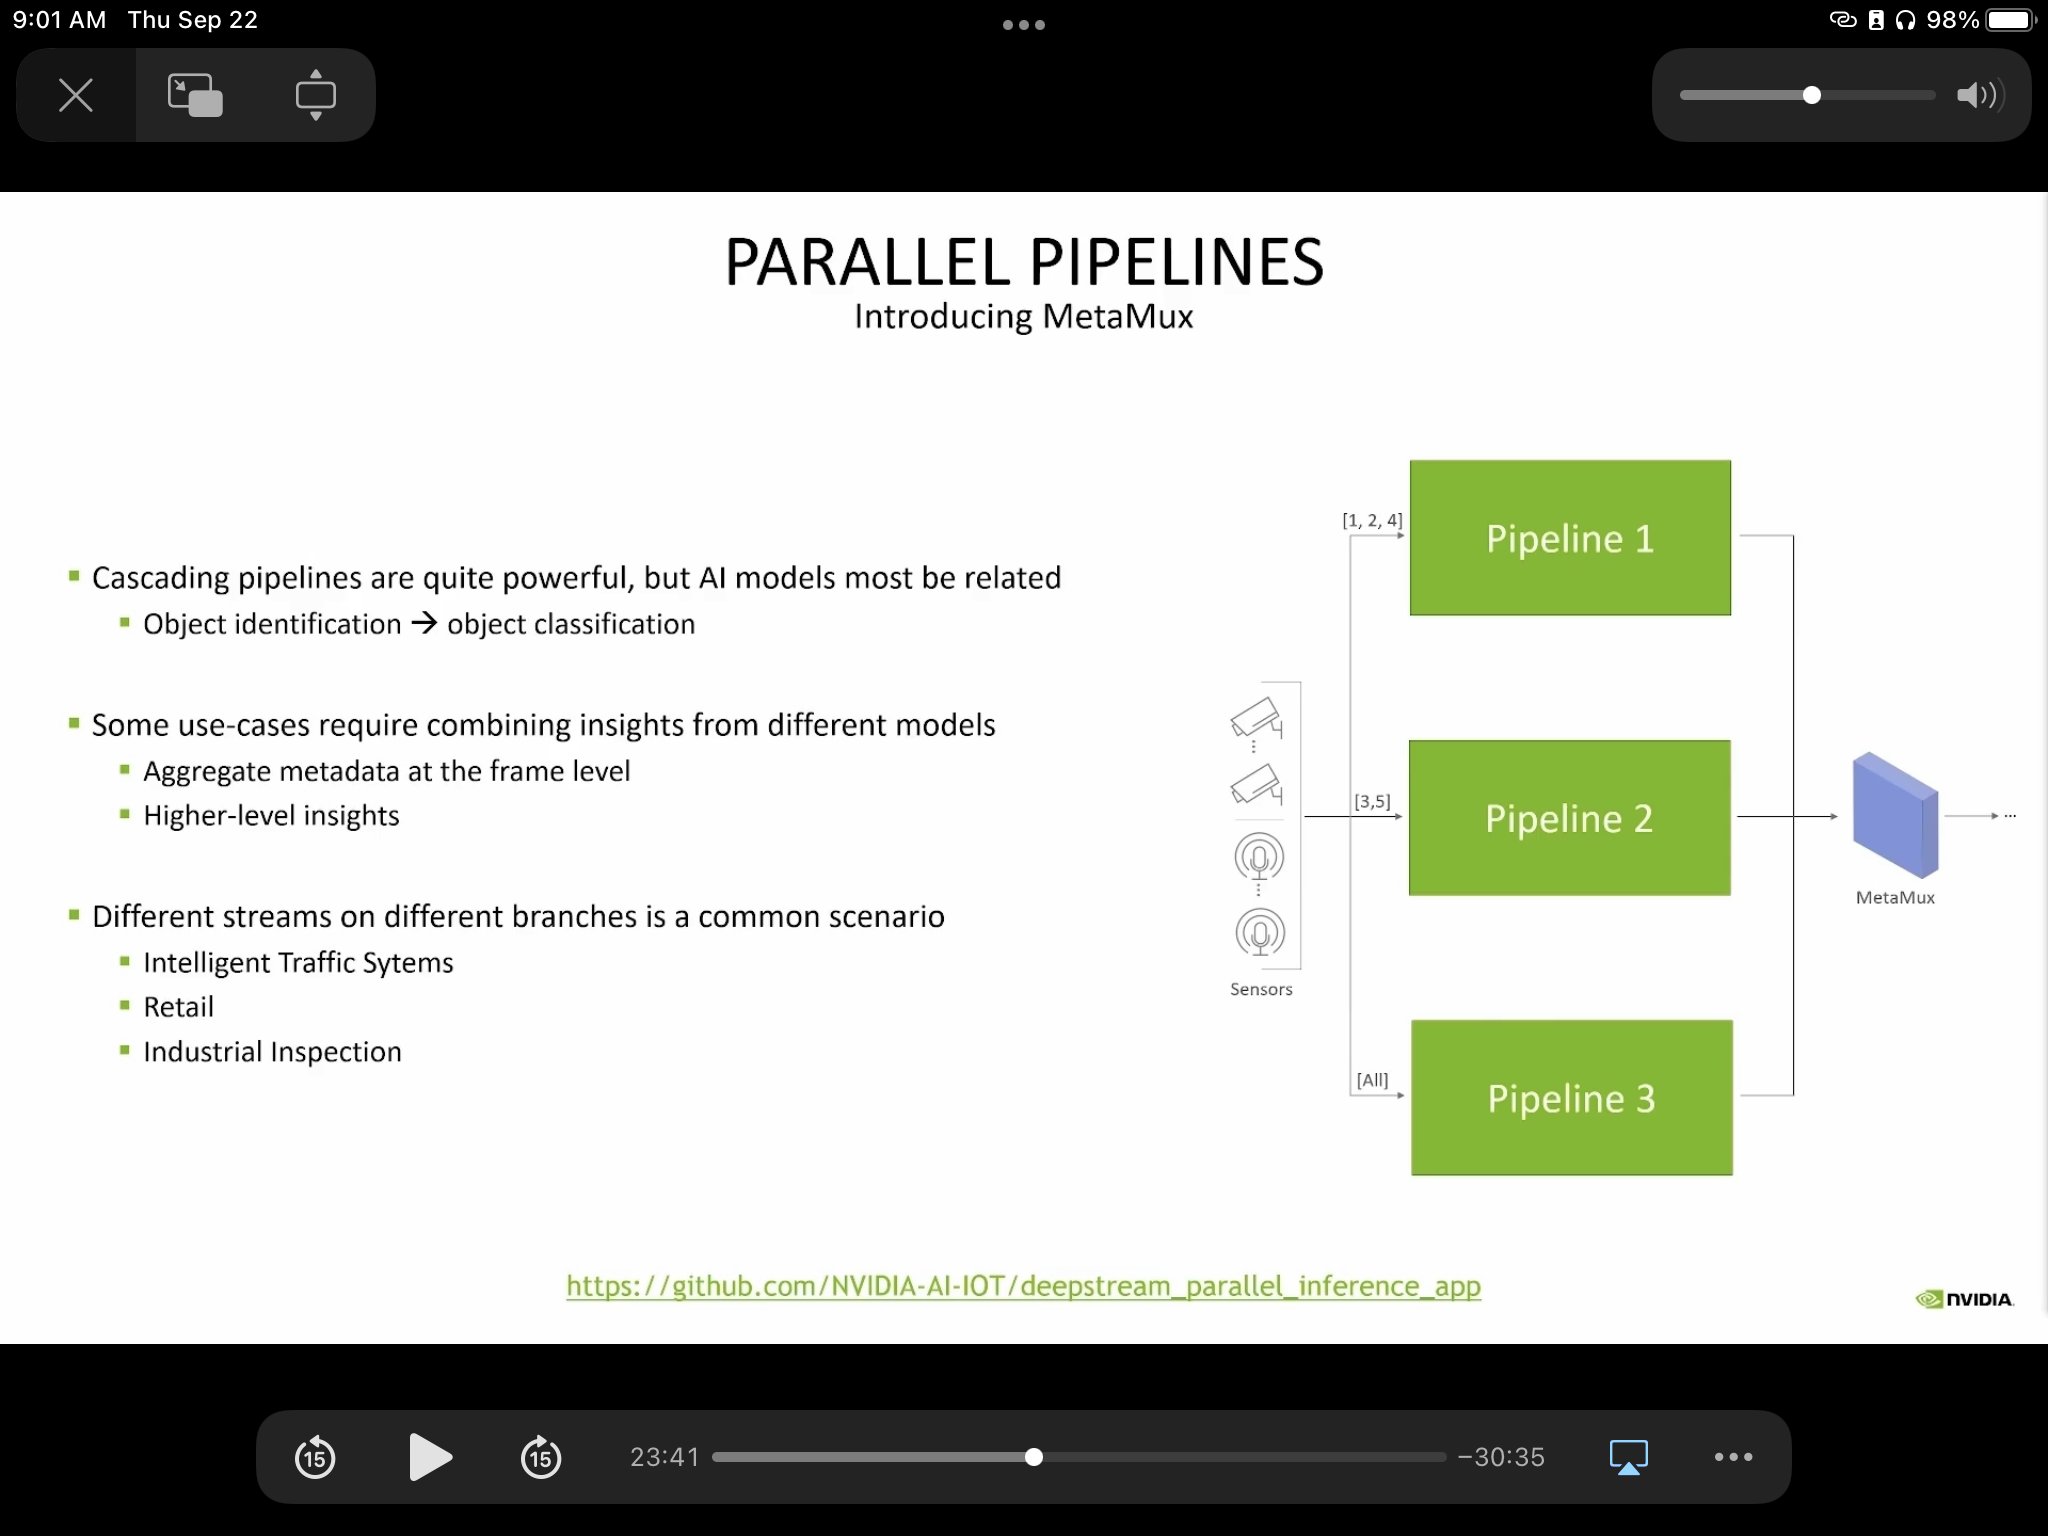 9:01 AM Thu Sep 22
98%
PARALLEL PIPELINES
Introducing MetaMux
Cascading pipelines are quite powerful, but AI models most be related
Object identification → object classification
Some use-cases require combining insights from different models
Aggregate metadata at the frame level
Higher-level insights
Different streams on different branches is a common scenario
Intelligent Traffic Sytems
Retail
Industrial Inspection
Sensors
[1, 2, 4]
Pipeline 1
[3,5]
Pipeline 2
[All]
Pipeline 3
MetaMux
...
https://github.com/NVIDIA-AI-IOT/deepstream_parallel_inference_app
NVIDIA.
15
15
23:41
−30:35